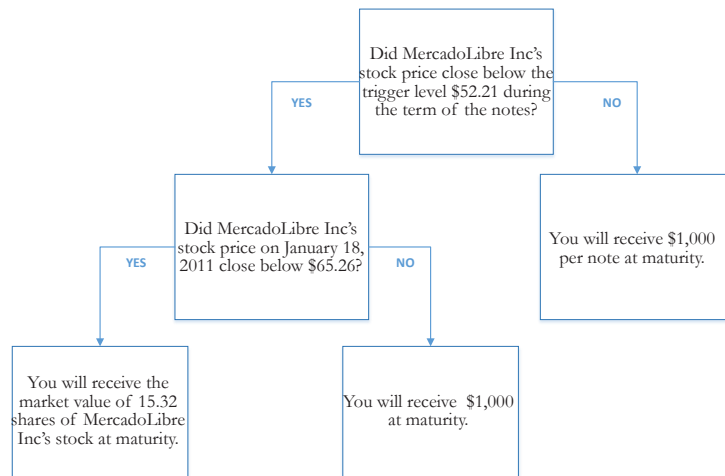 Did MercadoLibre Inc's
stock price close below the
trigger level $52.21 during
the term of the notes?
YES
NO
Did MercadoLibre Inc's
stock price on January 18,
2011 close below $65.26?
You will receive $1,000
per note at maturity.
YES
NO
You will receive the
market value of 15.32
shares of MercadoLibre
Inc's stock at maturity.
You will receive $1,000
at maturity.